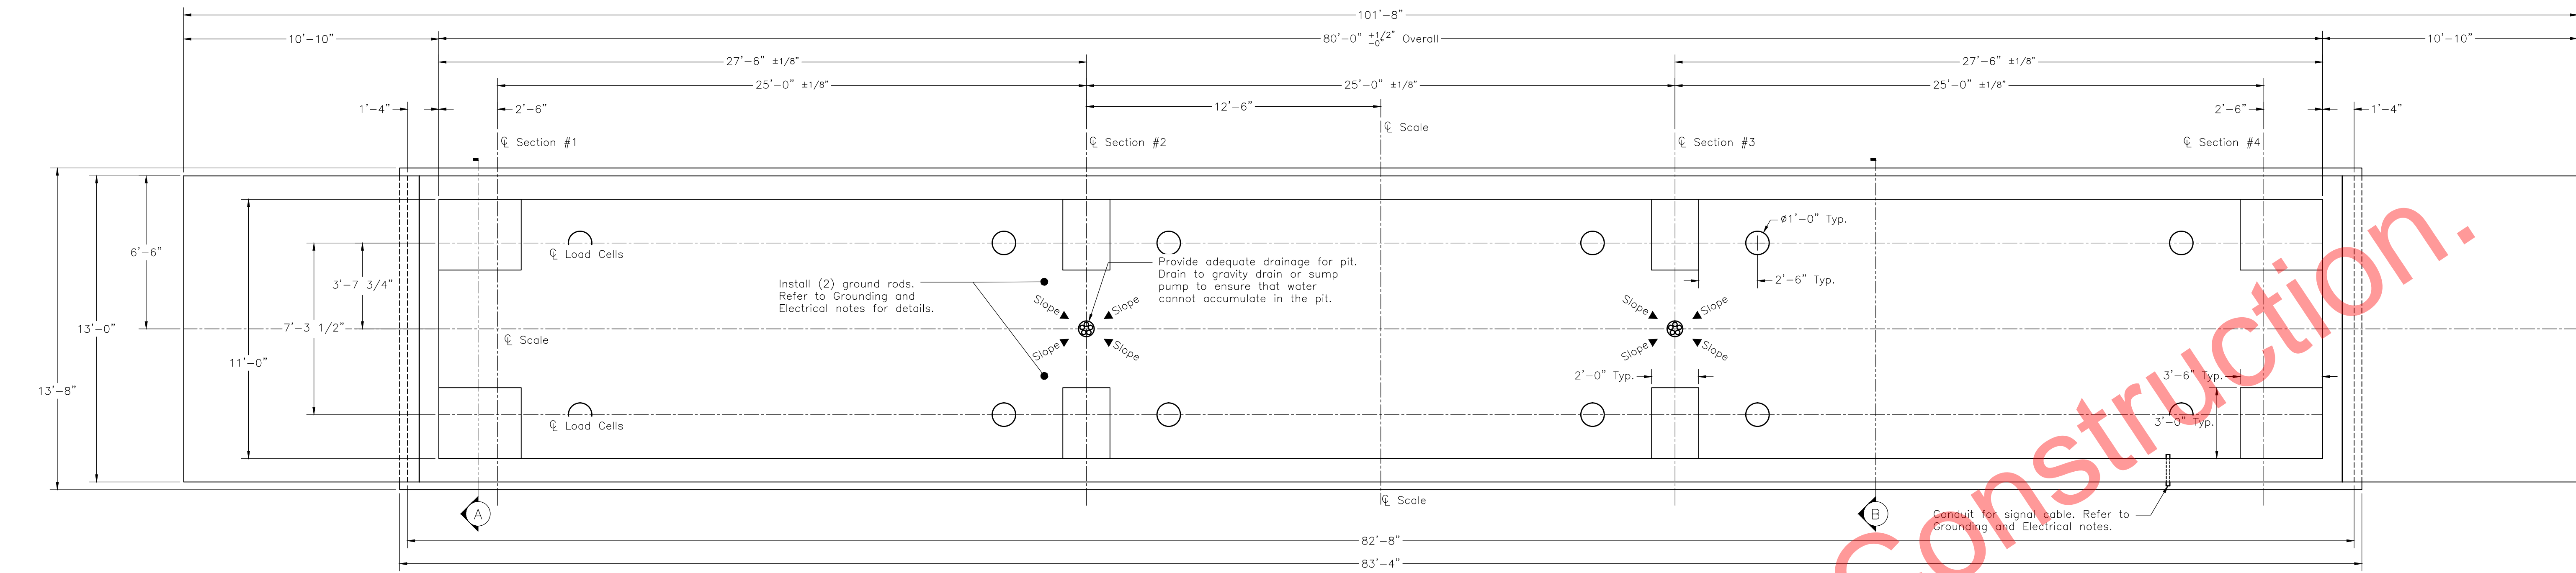 101'-8"
10'-10"
80'-0" +1/2" -0" Overall
10'-10"
27'-6" ±1/8"
27'-6" ±1/8"
25'-0" ±1/8"
25'-0" ±1/8"
25'-0" ±1/8"
1'-4"
2'-6"
12'-6"
2'-6"
1'-4"
℄ Scale
℄ Section #1
℄ Section #2
℄ Section #3
℄ Section #4
ø1'-0" Typ.
6'-6"
℄ Load Cells
3'-7 3/4"
Install (2) ground rods.
Refer to Grounding and
Electrical notes for details.
Provide adequate drainage for pit.
Drain to gravity drain or sump
pump to ensure that water
cannot accumulate in the pit.
2'-6" Typ.
Slope
Slope
Slope
Slope
13'-0"
7'-3 1/2"
℄ Scale
Slope
Slope
Slope
Slope
11'-0"
2'-0" Typ.
3'-6" Typ.
13'-8"
℄ Load Cells
3'-0" Typ.
℄ Scale
A
B
Conduit for signal cable. Refer to
Grounding and Electrical notes.
82'-8"
83'-4"
Construction.